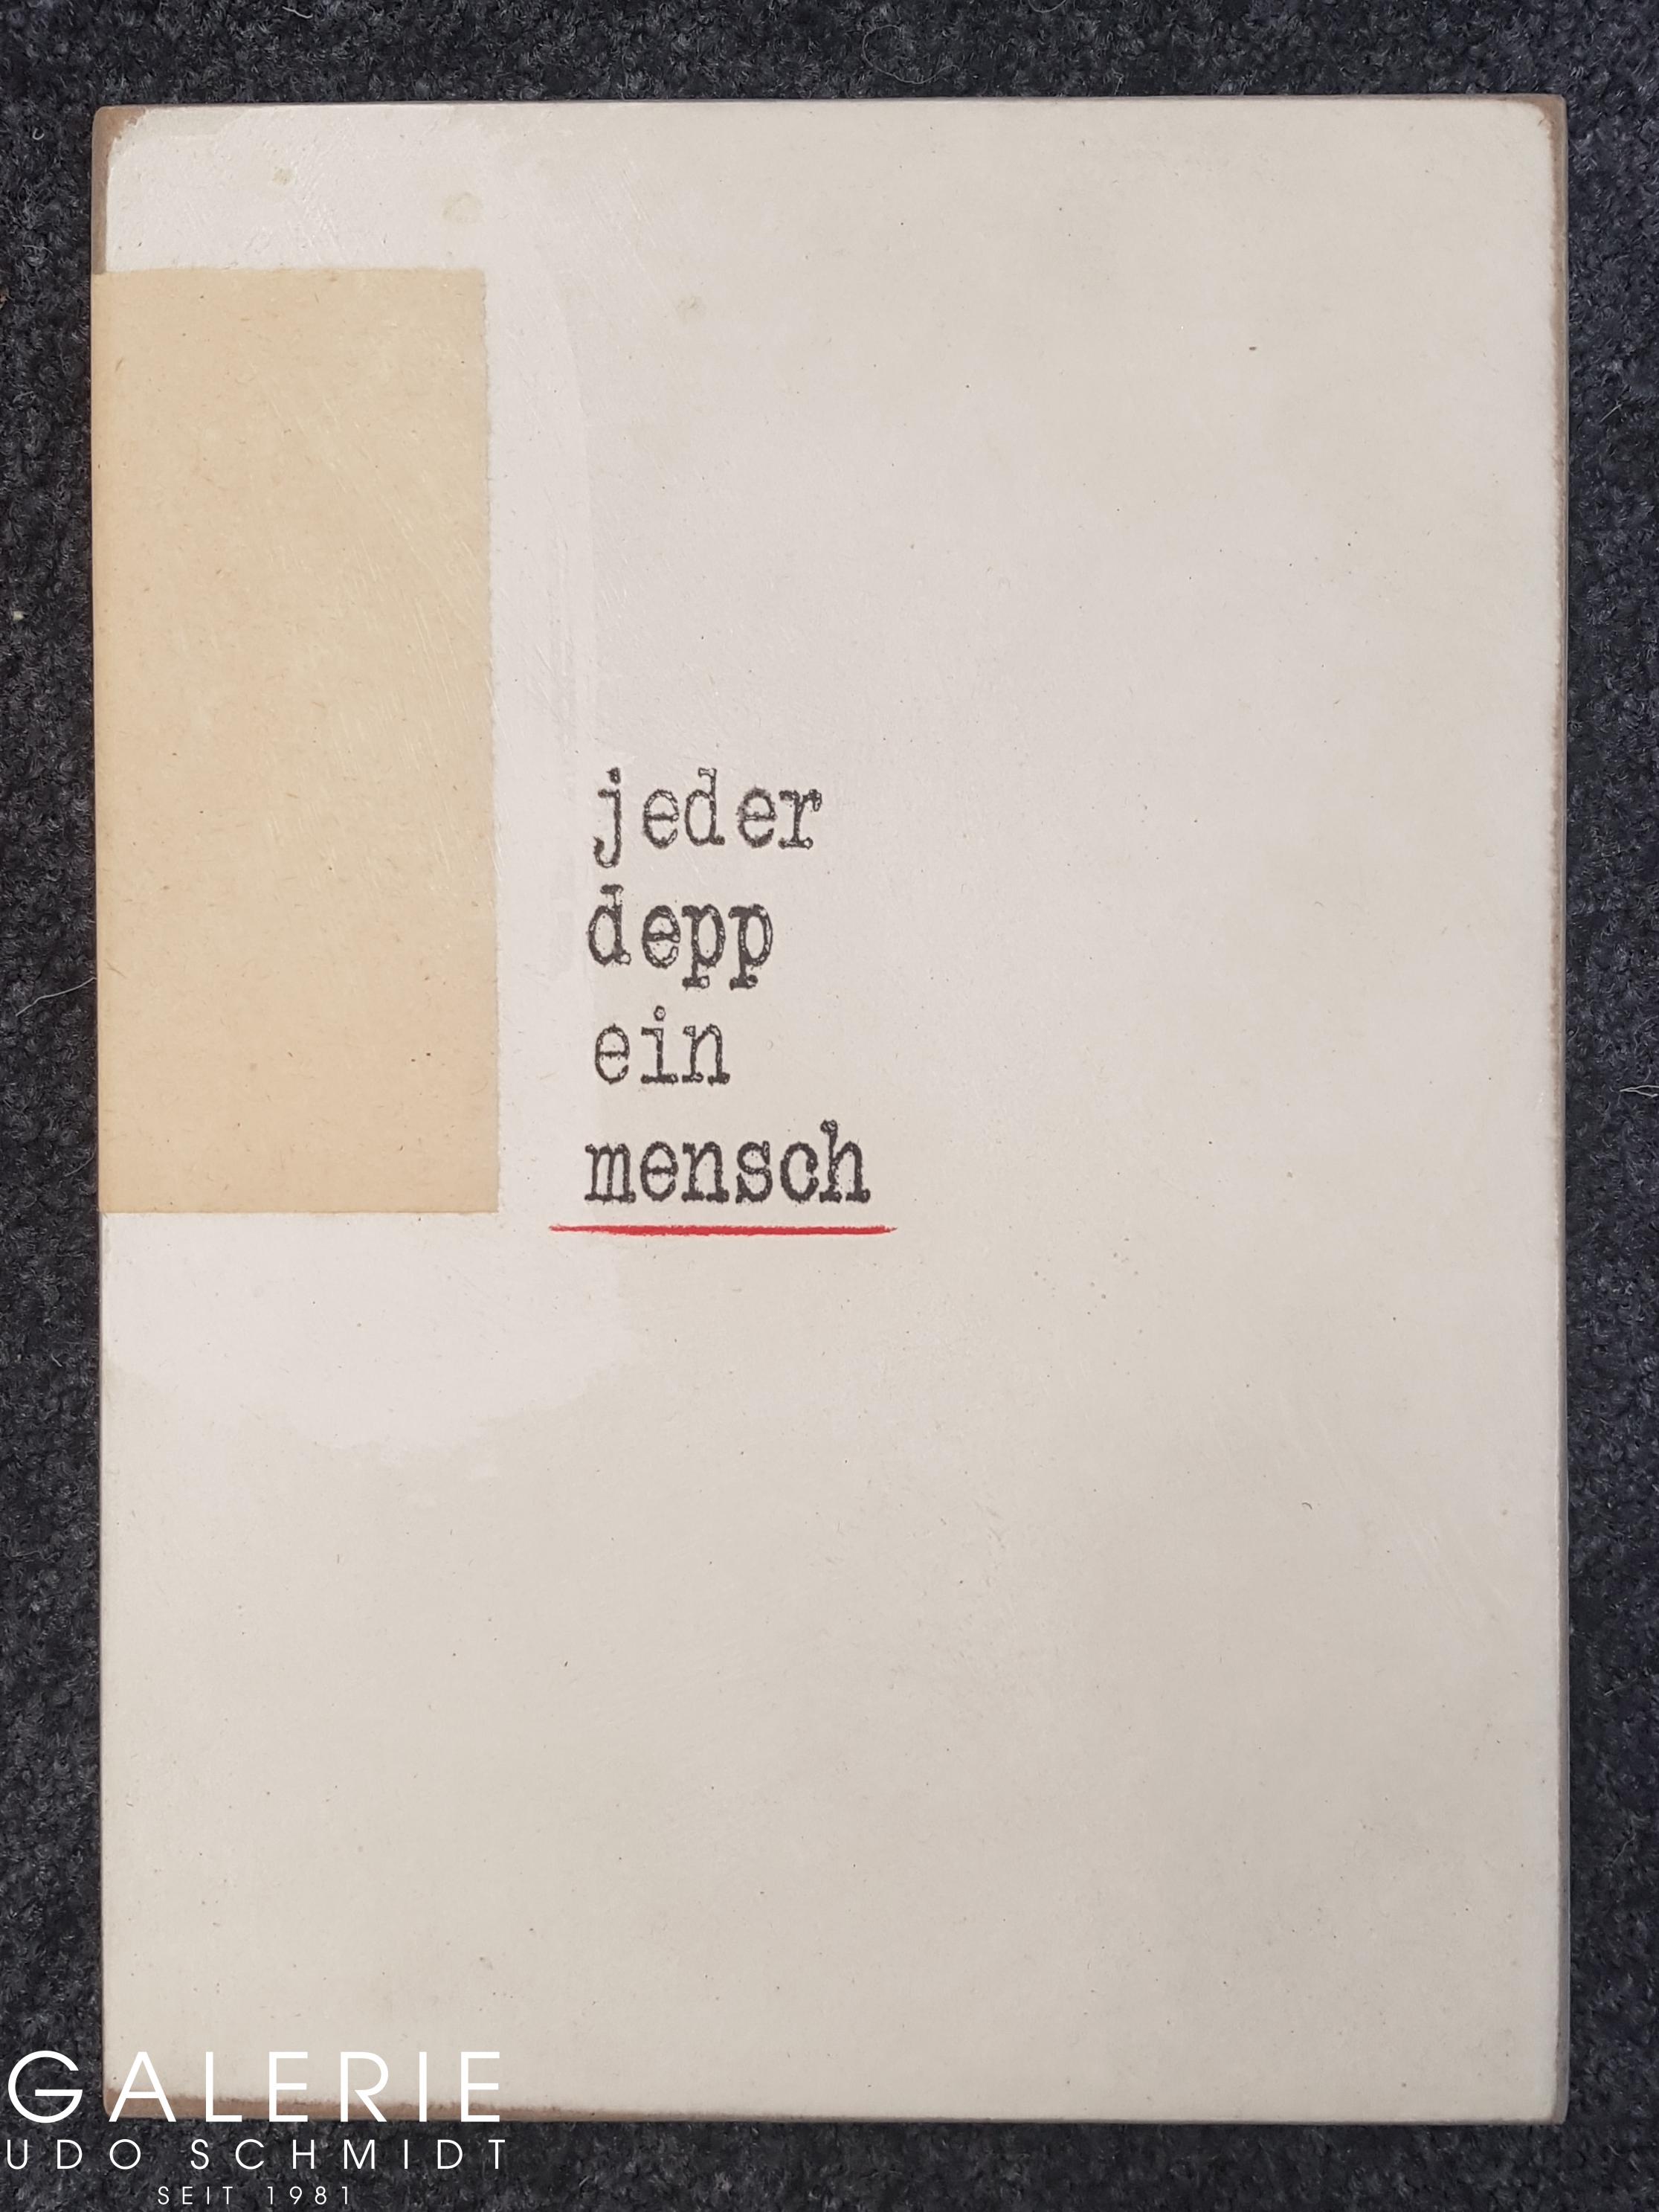 jeder
depp
ein
mensch
GALERIE
UDO SCHMIDT
SEIT 1981